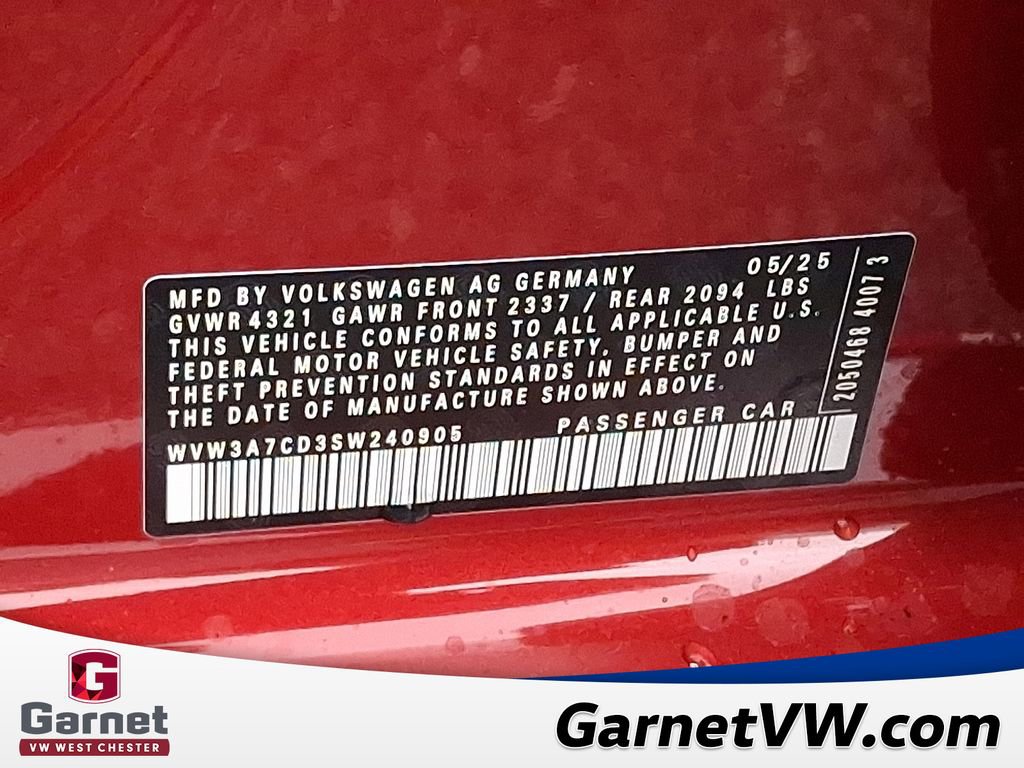 MFD BY VOLKSWAGEN AG GERMANY 05/25
GVWR 4321 GAWR FRONT 2337 / REAR 2094 LBS
THIS VEHICLE CONFORMS TO ALL APPLICABLE U.S.
FEDERAL MOTOR VEHICLE SAFETY, BUMPER AND
THEFT PREVENTION STANDARDS IN EFFECT ON
THE DATE OF MANUFACTURE SHOWN ABOVE.
WVW3A7CD3SW240905 PASSENGER CAR
2050468 4007 3
G
Garnet
VW WEST CHESTER
GarnetVW.com